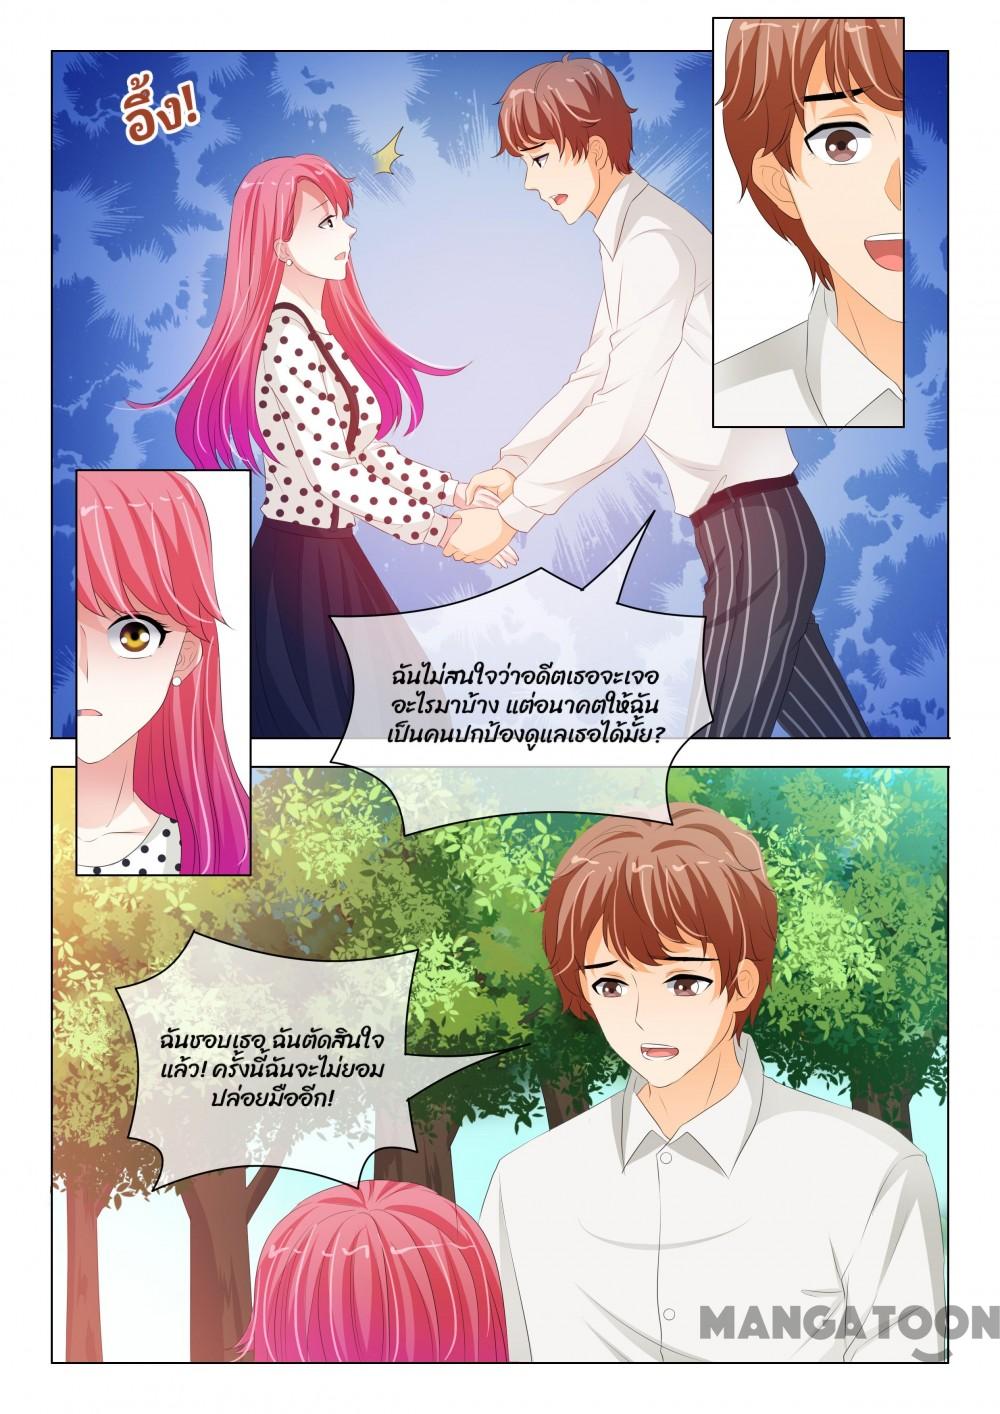 อึ้ง!
ฉันไม่สนใจว่าอดีตเธอจะเจอ
อะไรมาบ้าง แต่อนาคตให้ฉัน
เป็นคนปกป้องดูแลเธอได้มั้ย?
ฉันชอบเธอ ฉันตัดสินใจ
แล้ว! ครั้งนี้ฉันจะไม่ยอม
ปล่อยมืออีก!
MANGATOON